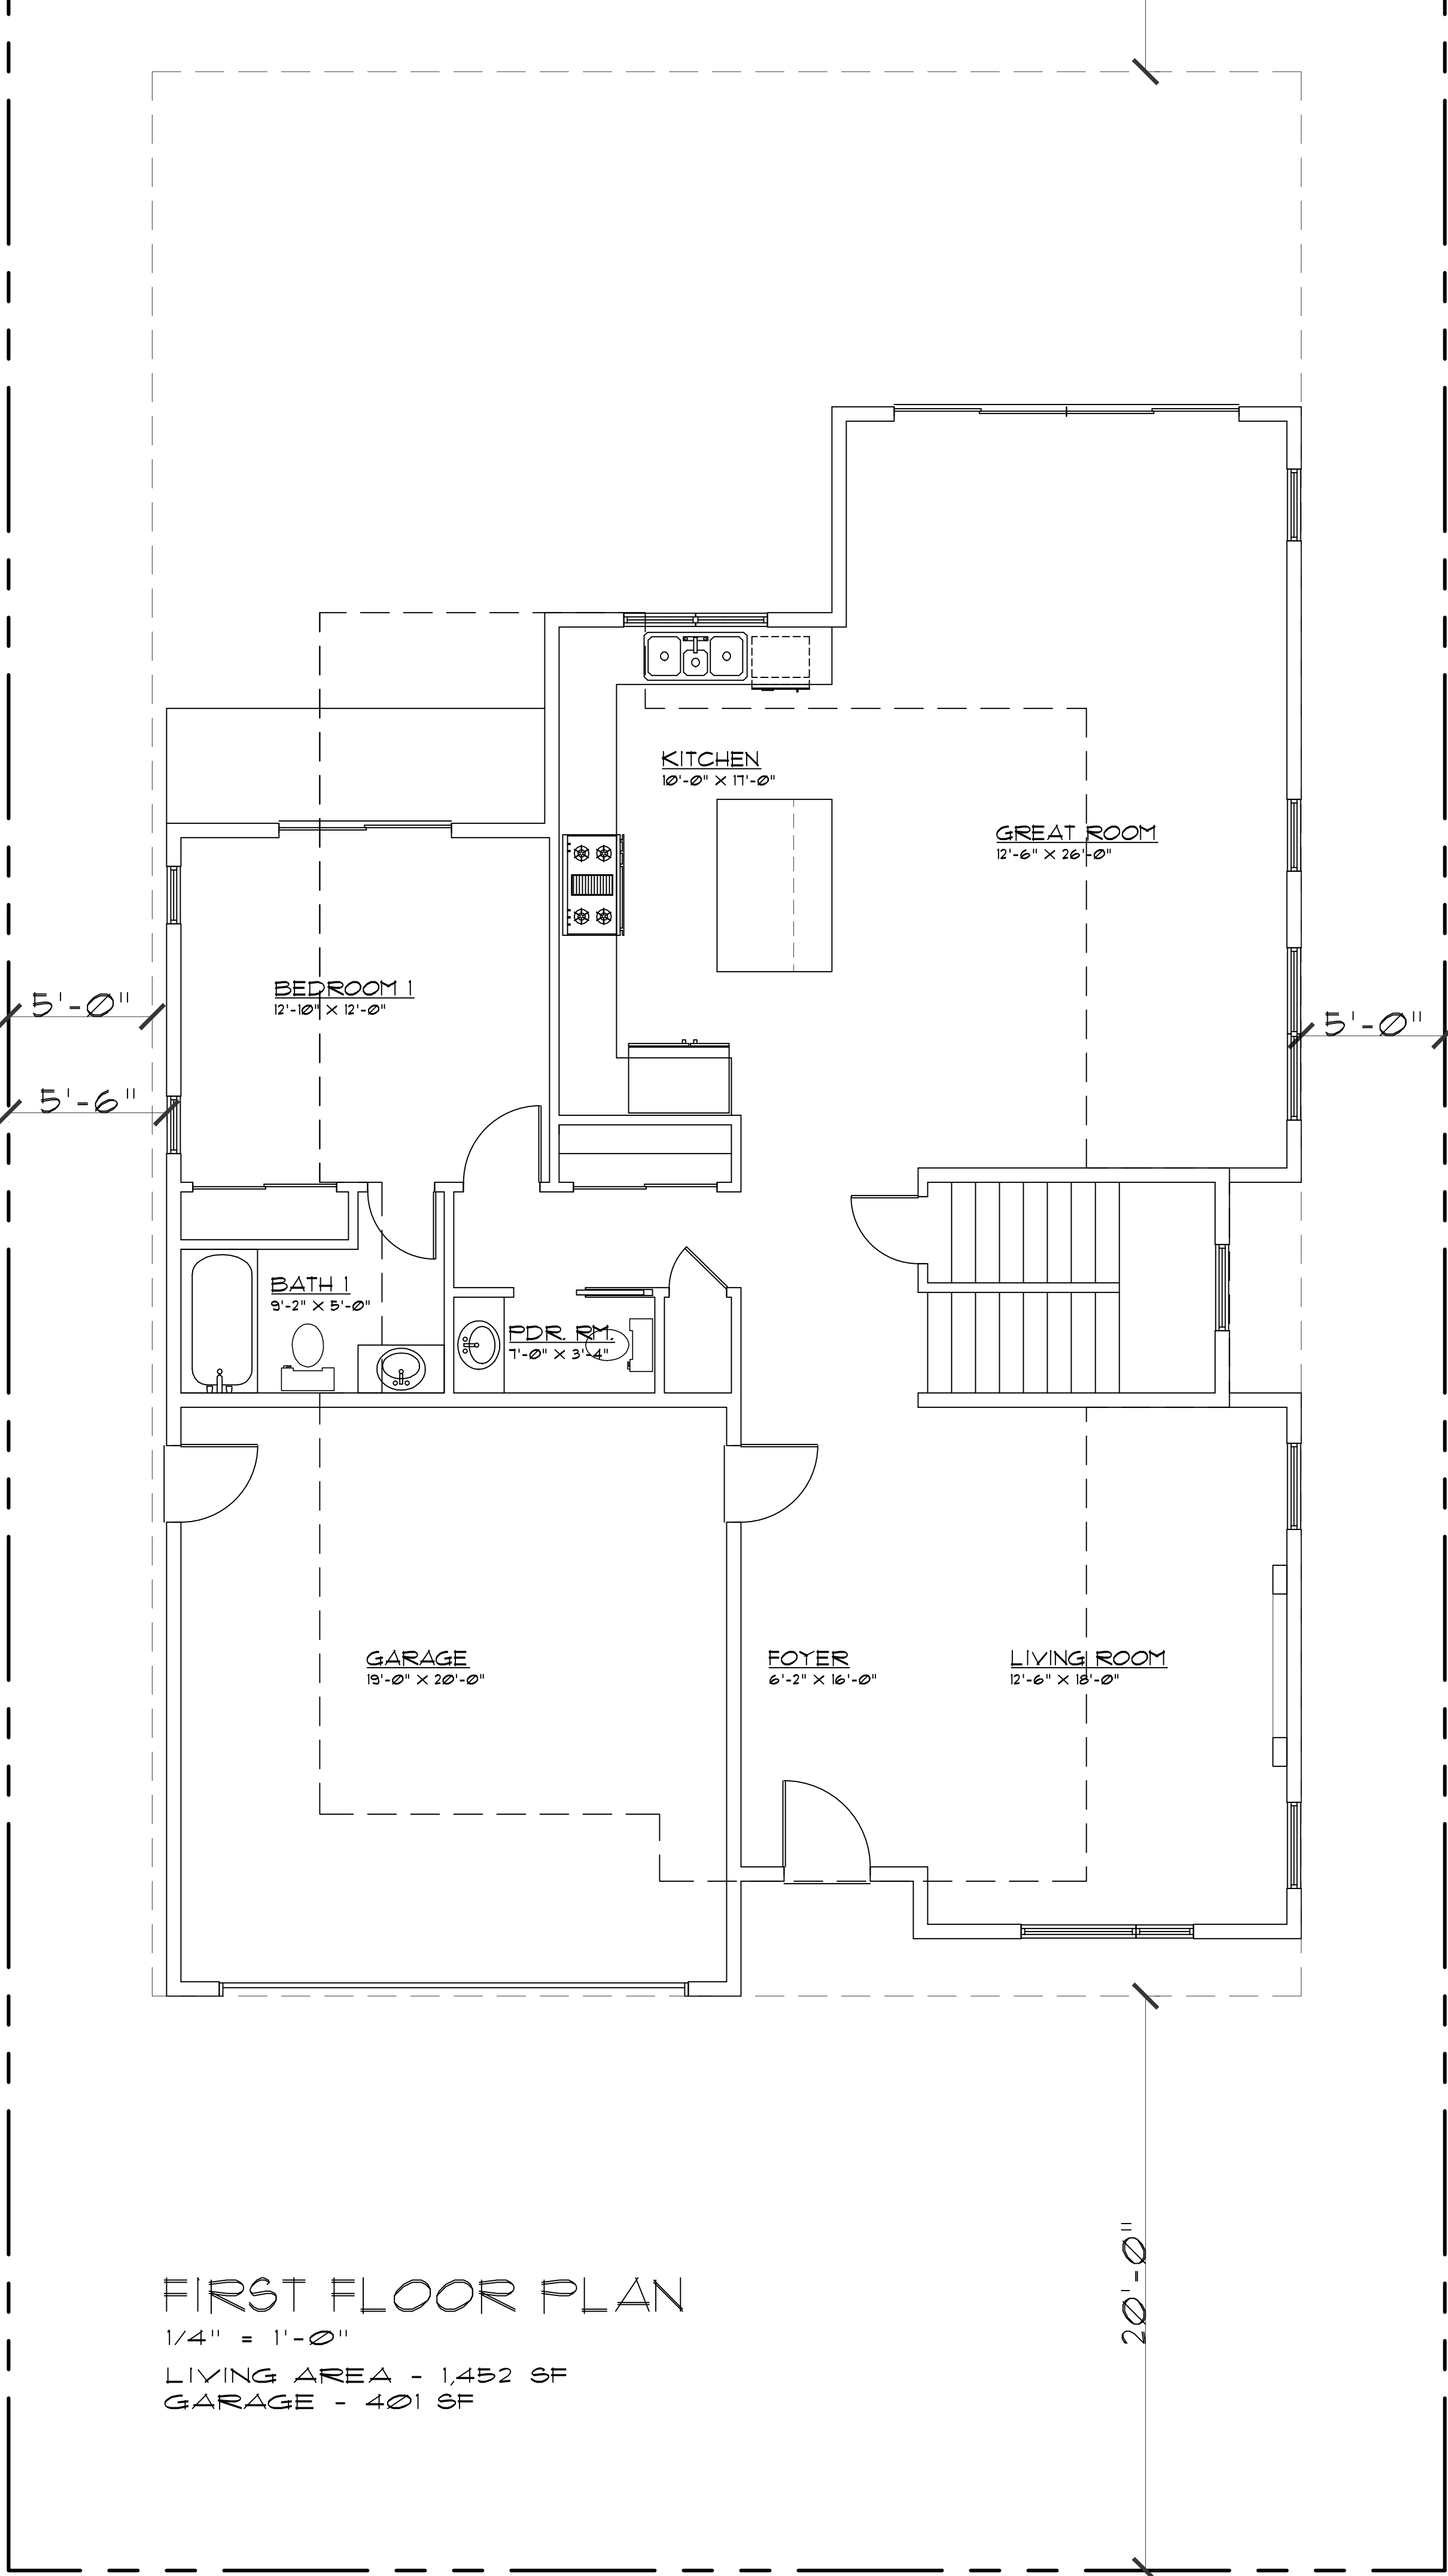 KITCHEN
10'-0" X 17'-0"
GREAT ROOM
12'-6" X 26'-0"
BEDROOM 1
12'-10" X 12'-0"
5'-0"
5'-0"
5'-6"
BATH 1
9'-2" X 5'-0"
PDR. RM.
7'-0" X 3'-4"
GARAGE
19'-0" X 20'-0"
FOYER
6'-2" X 16'-0"
LIVING ROOM
12'-6" X 18'-0"
20'-0"
FIRST FLOOR PLAN
1/4" = 1'-0"
LIVING AREA - 1,452 SF
GARAGE - 401 SF